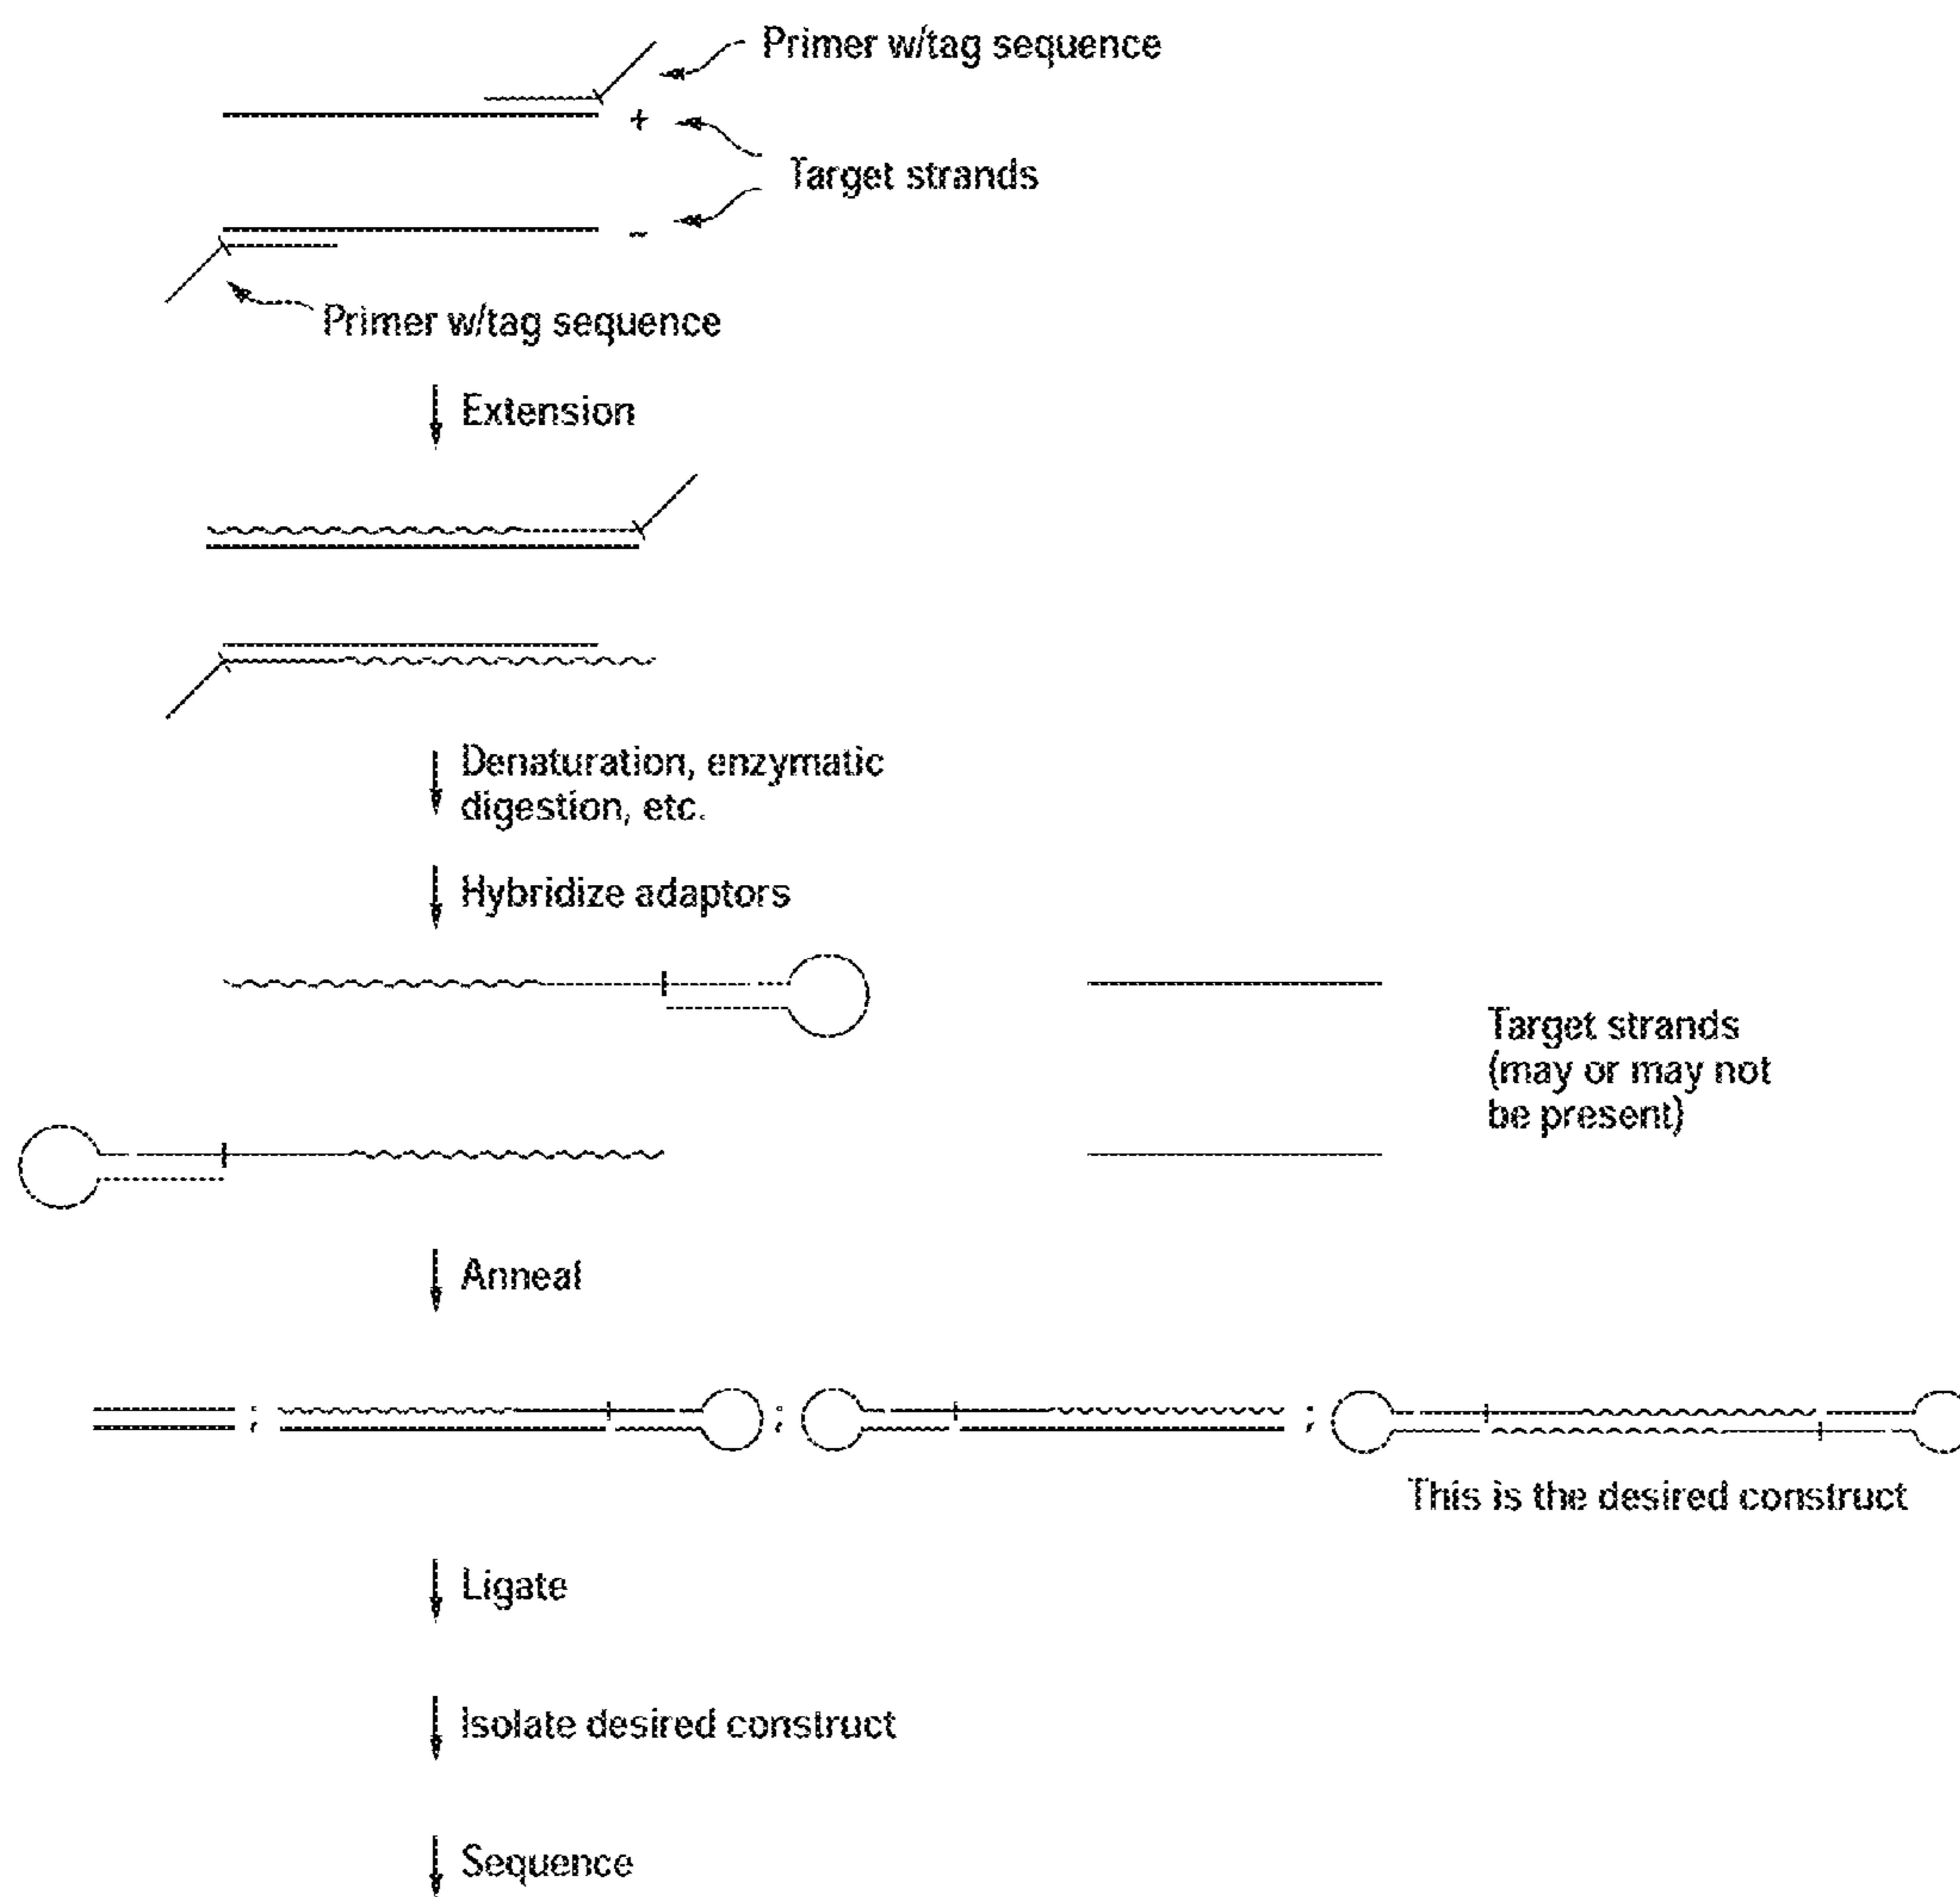 Primer w/tag sequence
+
Target strands
-
Primer w/tag sequence
Extension
Denaturation, enzymatic
digestion, etc.
Hybridize adaptors
Target strands
(may or may not
be present)
Anneal
; ; ;
This is the desired construct
Ligate
Isolate desired construct
Sequence